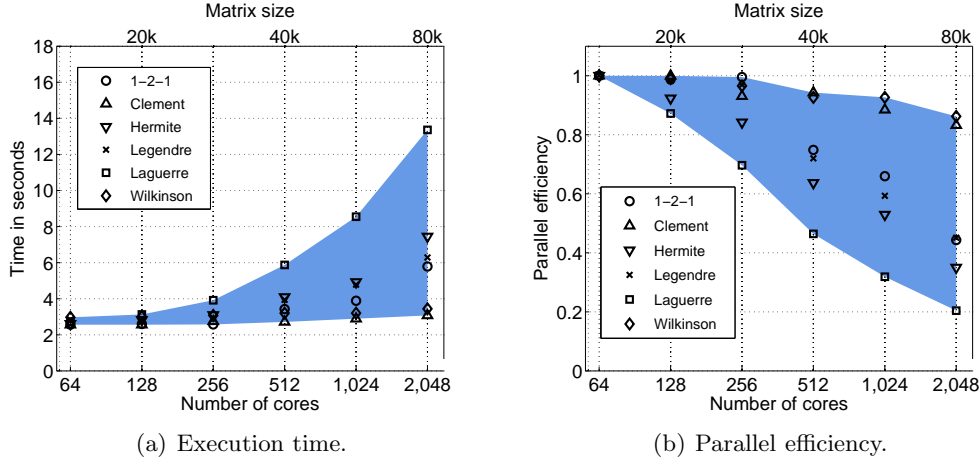 Matrix size
20k 40k 80k
18
16
14
12
10
8
6
4
2
0
Time in seconds
1−2−1
Clement
Hermite
Legendre
Laguerre
Wilkinson
64 128 256 512 1,024 2,048
Number of cores
(a) Execution time.
Matrix size
20k 40k 80k
1
0.8
0.6
0.4
0.2
0
Parallel efficiency
1−2−1
Clement
Hermite
Legendre
Laguerre
Wilkinson
64 128 256 512 1,024 2,048
Number of cores
(b) Parallel efficiency.